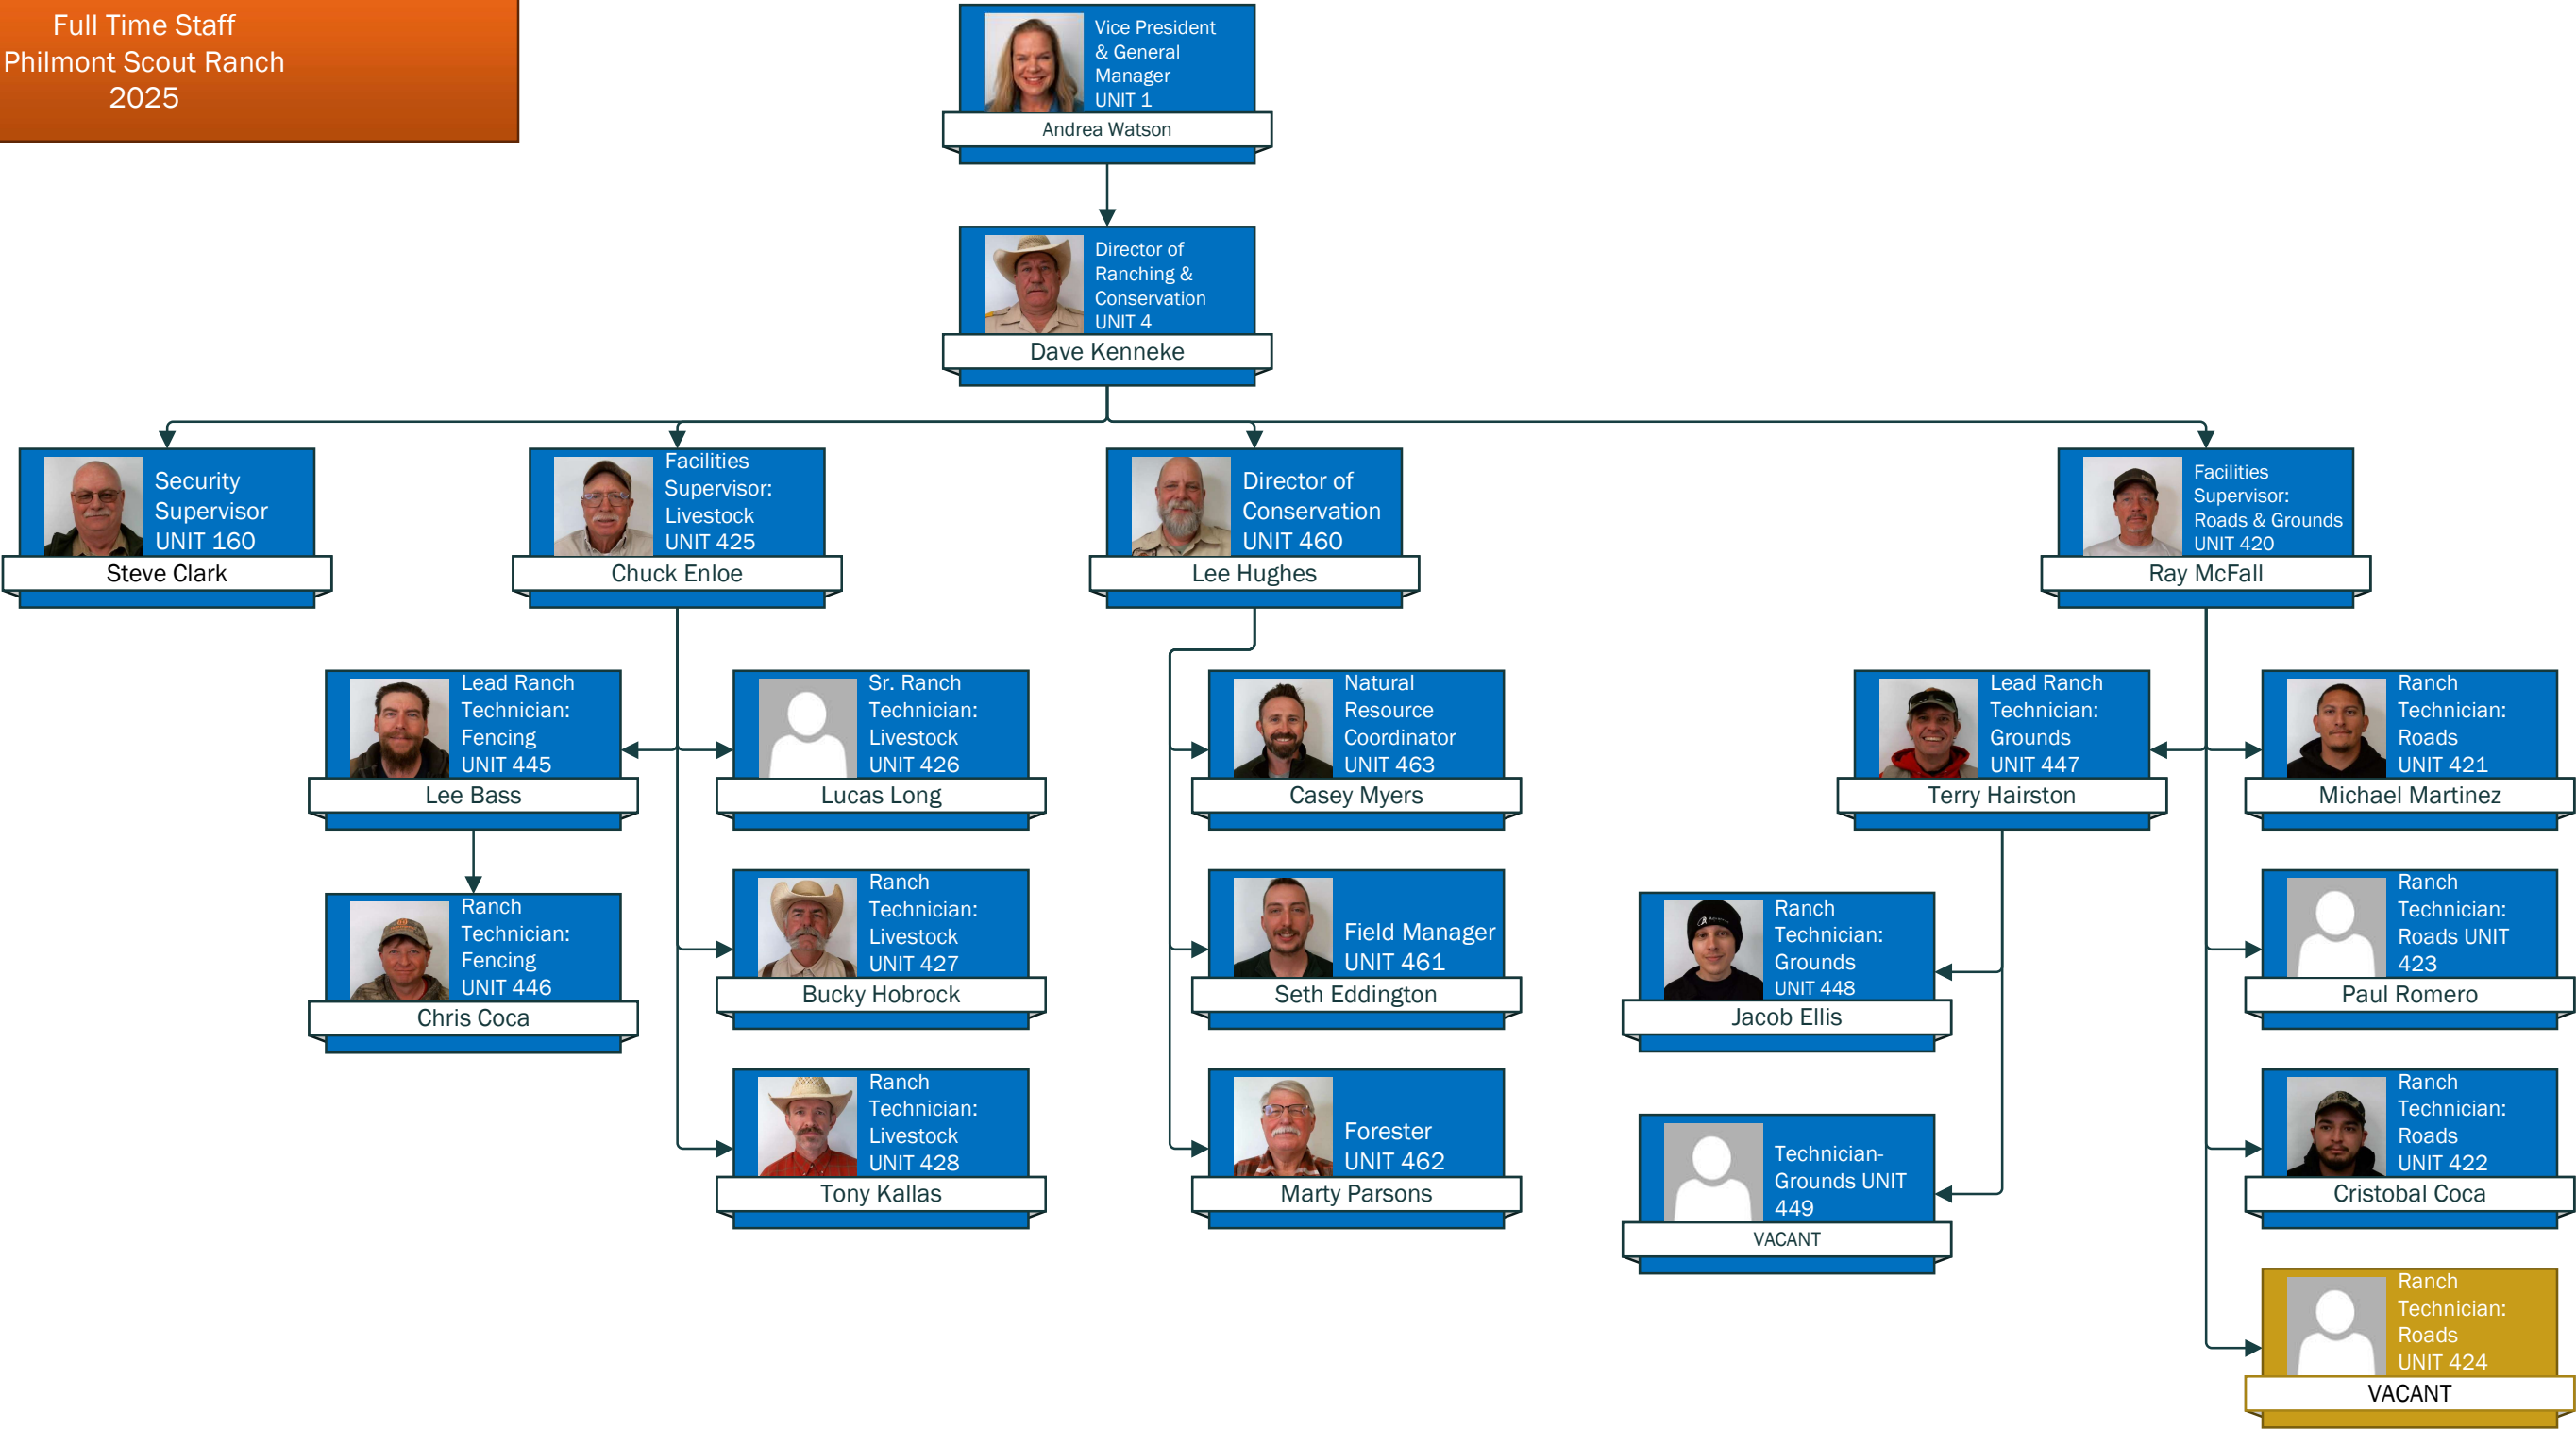 Full Time Staff
Philmont Scout Ranch
2025
Vice President
& General
Manager
UNIT 1
Andrea Watson
Director of
Ranching &
Conservation
UNIT 4
Dave Kenneke
Security
Supervisor
UNIT 160
Steve Clark
Facilities
Supervisor:
Livestock
UNIT 425
Chuck Enloe
Director of
Conservation
UNIT 460
Lee Hughes
Facilities
Supervisor:
Roads & Grounds
UNIT 420
Ray McFall
Lead Ranch
Technician:
Fencing
UNIT 445
Lee Bass
Sr. Ranch
Technician:
Livestock
UNIT 426
Lucas Long
Natural
Resource
Coordinator
UNIT 463
Casey Myers
Lead Ranch
Technician:
Grounds
UNIT 447
Terry Hairston
Ranch
Technician:
Roads
UNIT 421
Michael Martinez
Ranch
Technician:
Fencing
UNIT 446
Chris Coca
Ranch
Technician:
Livestock
UNIT 427
Bucky Hobrock
Field Manager
UNIT 461
Seth Eddington
Ranch
Technician:
Grounds
UNIT 448
Jacob Ellis
Ranch
Technician:
Roads UNIT
423
Paul Romero
Ranch
Technician:
Livestock
UNIT 428
Tony Kallas
Forester
UNIT 462
Marty Parsons
Technician-
Grounds UNIT
449
VACANT
Ranch
Technician:
Roads
UNIT 422
Cristobal Coca
Ranch
Technician:
Roads
UNIT 424
VACANT